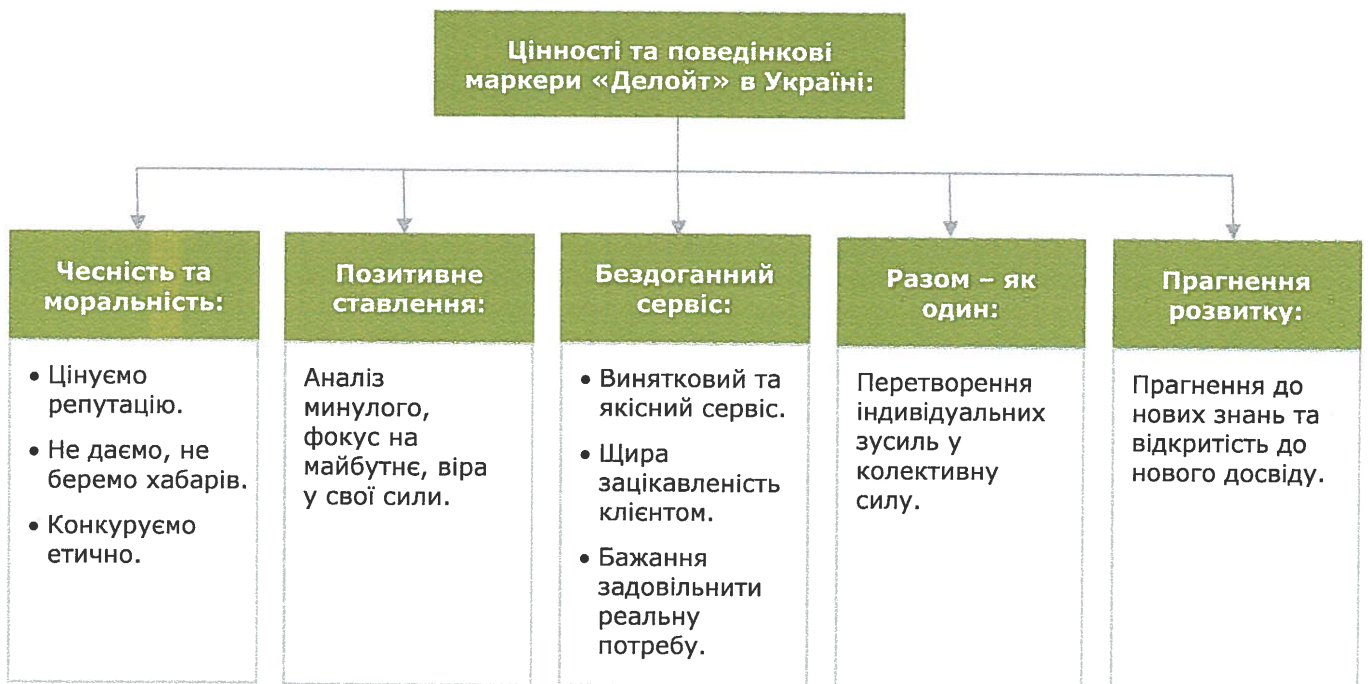 Цінності та поведінкові
маркери «Делойт» в Україні:
Чесність та
моральність:
• Цінуємо
репутацію.
• Не даємо, не
беремо хабарів.
• Конкуруємо
етично.
Позитивне
ставлення:
Аналіз
минулого,
фокус на
майбутнє, віра
у свої сили.
Бездоганний
сервіс:
• Винятковий та
якісний сервіс.
• Щира
зацікавленість
клієнтом.
• Бажання
задовільнити
реальну
потребу.
Разом – як
один:
Перетворення
індивідуальних
зусиль у
колективну
силу.
Прагнення
розвитку:
Прагнення до
нових знань та
відкритість до
нового досвіду.